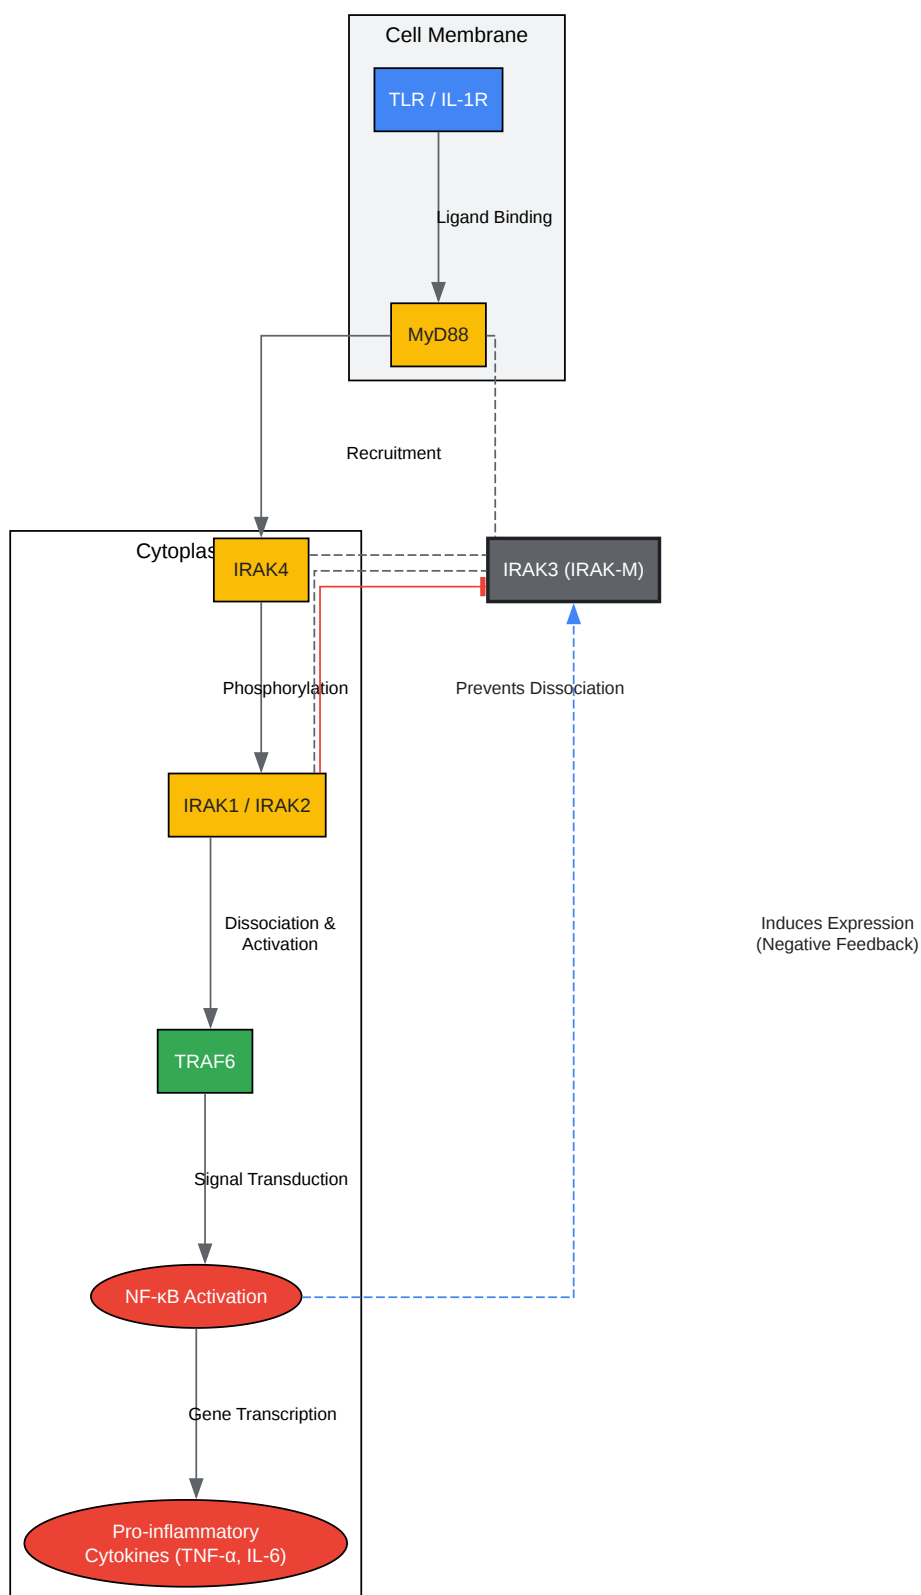 Cell Membrane
TLR / IL-1R
Ligand Binding
MyD88
Recruitment
Cytoplas
IRAK4
IRAK3 (IRAK-M)
Phosphorylation
Prevents Dissociation
IRAK1 / IRAK2
Dissociation &
Activation
Induces Expression
(Negative Feedback)
TRAF6
Signal Transduction
NF-κB Activation
Gene Transcription
Pro-inflammatory
Cytokines (TNF-α, IL-6)